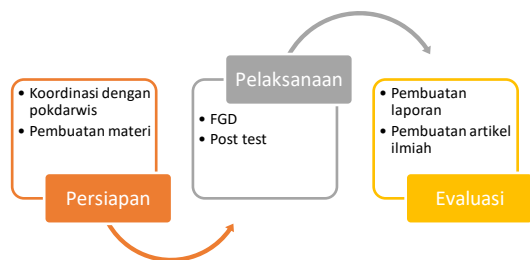 • Koordinasi dengan
pokdarwis
• Pembuatan materi
Persiapan
Pelaksanaan
• FGD
• Post test
• Pembuatan
laporan
• Pembuatan artikel
ilmiah
Evaluasi